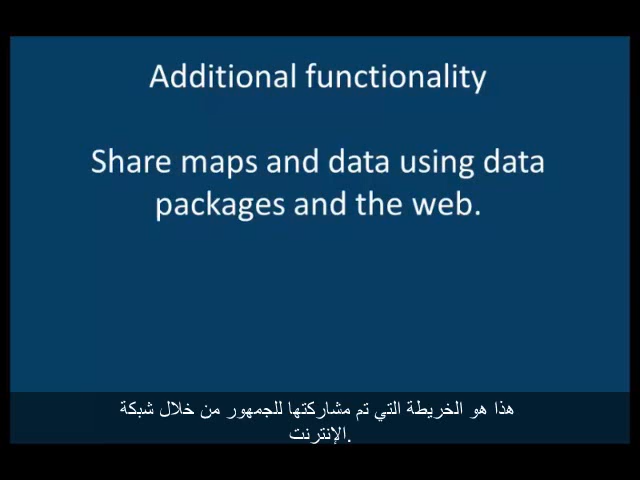 Additional functionality
Share maps and data using data
packages and the web.
هذا هو الخريطة التي تم مشاركتها للجمهور من خلال شبكة
الإنترنت.